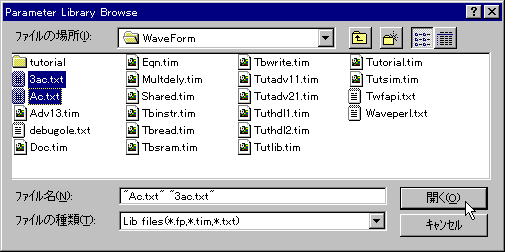 Parameter Library Browse
ファイルの場所(I):
WaveForm
tutorial
3ac.txt
Ac.txt
Adv13.tim
debugole.txt
Doc.tim
Eqn.tim
Multdely.tim
Shared.tim
Tbinstr.tim
Tbread.tim
Tbsram.tim
Tbwrite.tim
Tutadv11.tim
Tutadv21.tim
Tuthdl1.tim
Tuthdl2.tim
Tutlib.tim
Tutorial.tim
Tutsim.tim
Twfapi.txt
Waveperl.txt
ファイル名(N):
"Ac.txt" "3ac.txt"
開く(O)
ファイルの種類(T):
Lib files(*.fp,*.tim,*.txt)
キャンセル